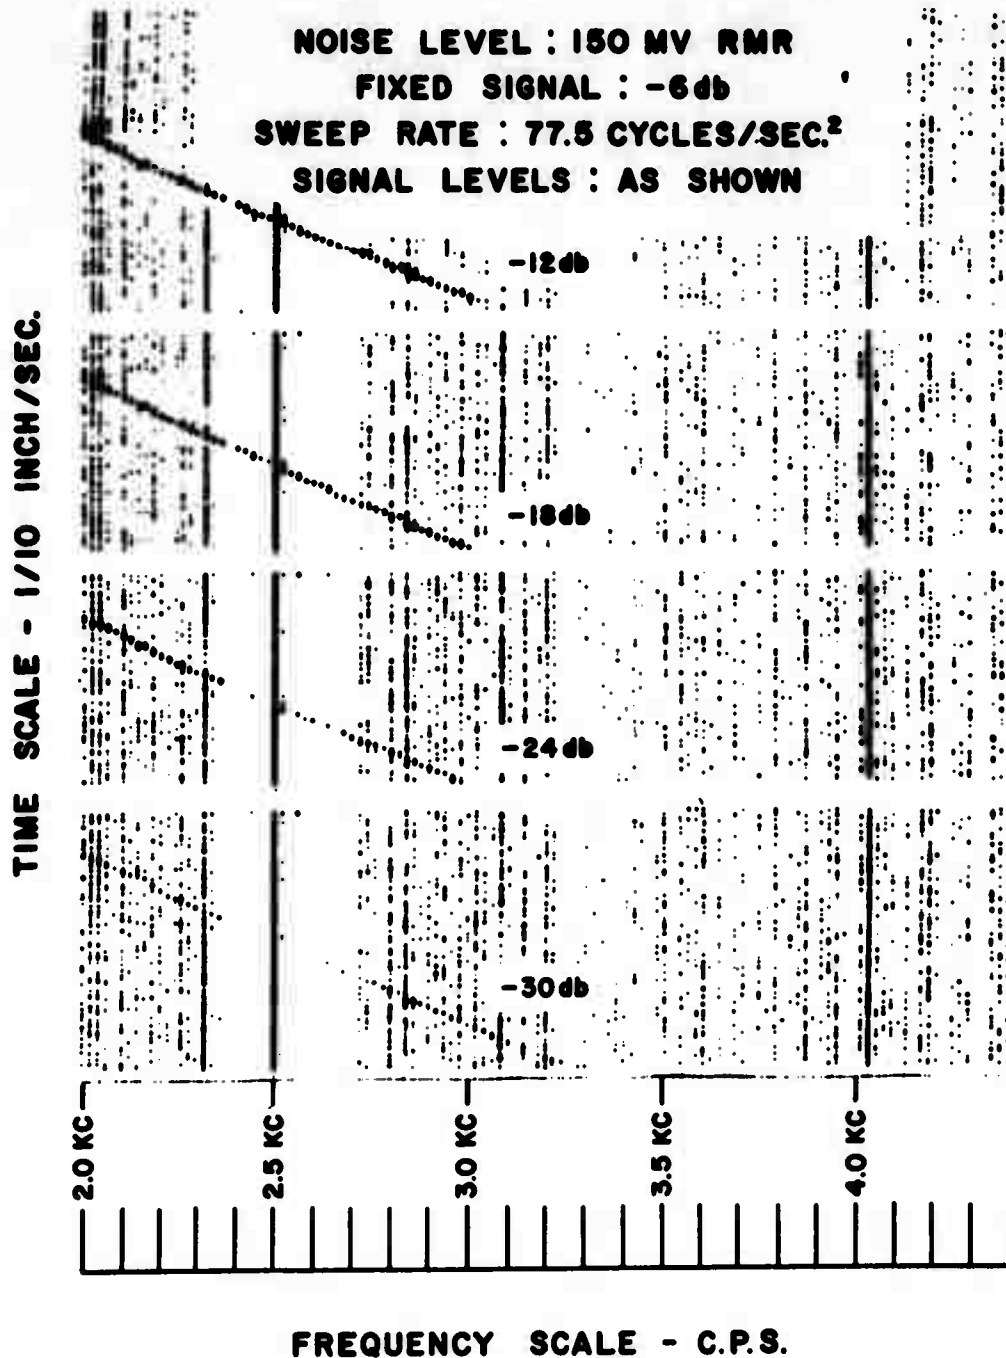 NOISE LEVEL : 150 MV RMR
FIXED SIGNAL : -6db
SWEEP RATE : 77.5 CYCLES/SEC.²
SIGNAL LEVELS : AS SHOWN
-12db
-18db
-24db
-30db
TIME SCALE - 1/10 INCH/SEC.
2.0 KC
2.5 KC
3.0 KC
3.5 KC
4.0 KC
FREQUENCY SCALE - C.P.S.